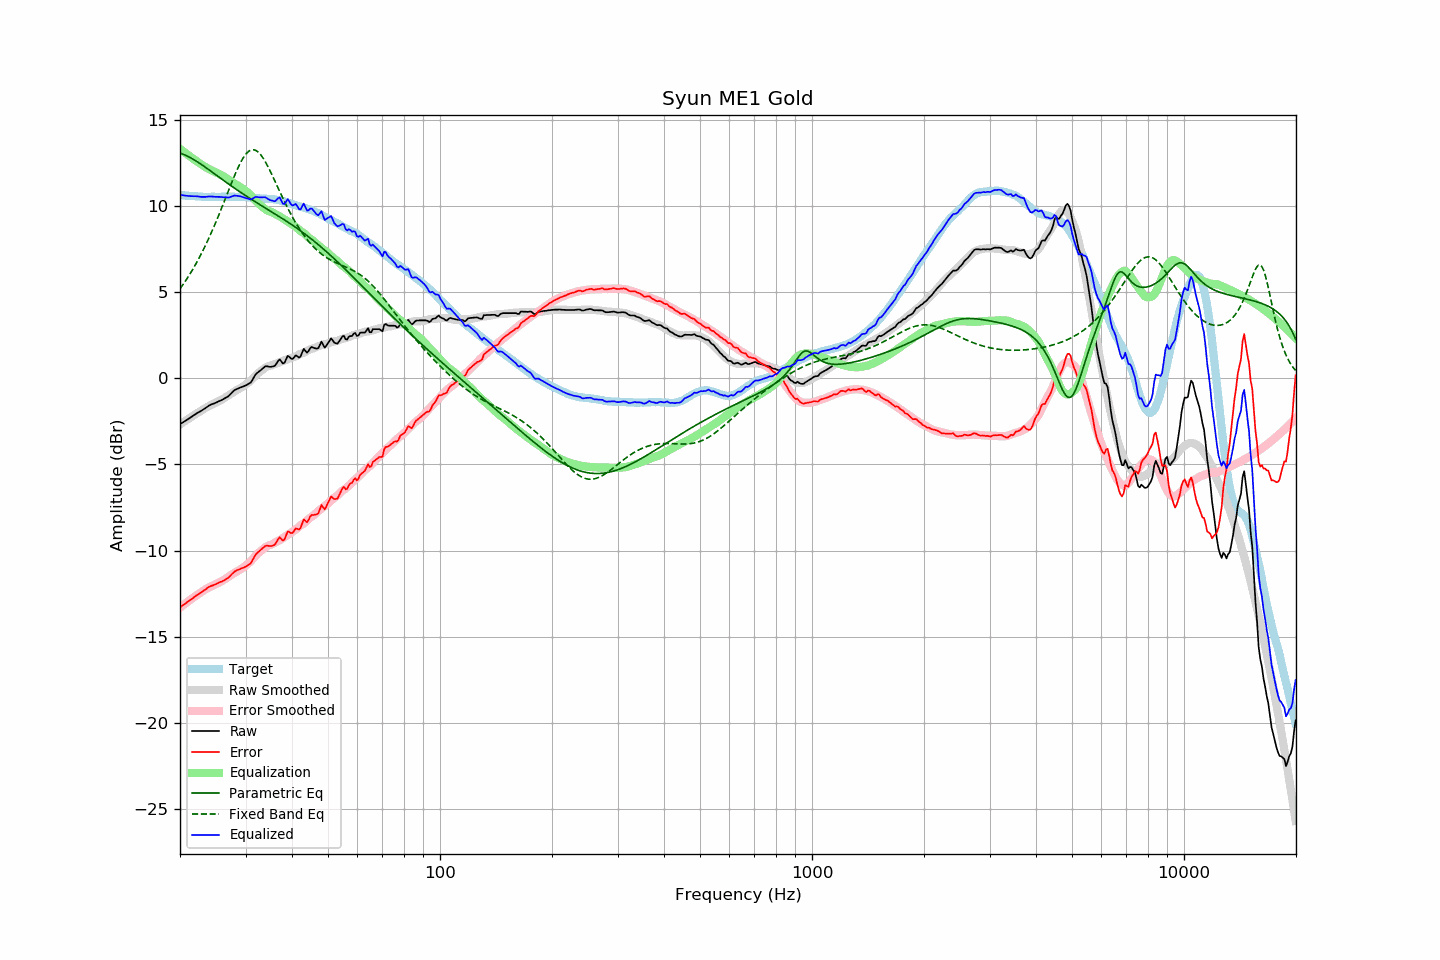 Syun ME1 Gold
15
10
5
0
−5
−10
−15
−20
−25
Amplitude (dBr)
Target
Raw Smoothed
Error Smoothed
Raw
Error
Equalization
Parametric Eq
Fixed Band Eq
Equalized
100 1000 10000
Frequency (Hz)